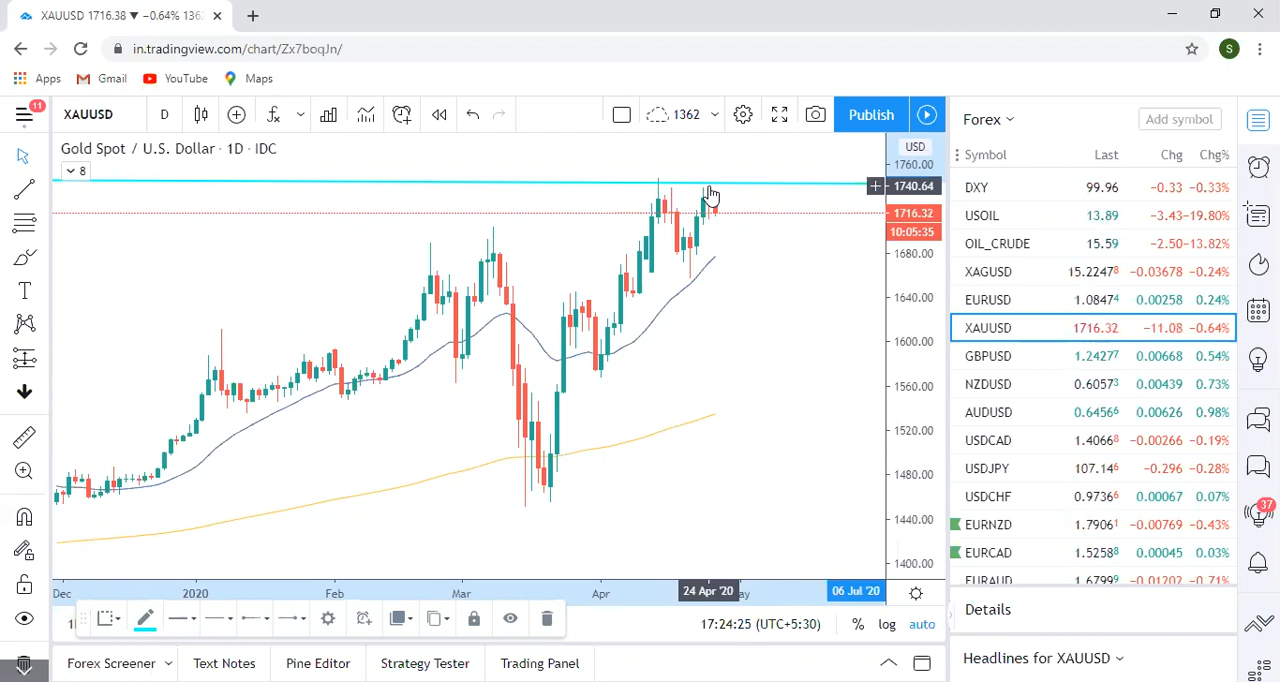 XAUUSD 1716.38 ▼ −0.64% 1362
in.tradingview.com/chart/Zx7boqJn/
S
Apps Gmail YouTube Maps
11
XAUUSD D 1362 Publish
Gold Spot / U.S. Dollar · 1D · IDC
8
USD
1760.00
1740.64
1716.32
10:05:35
1680.00
1640.00
1600.00
1560.00
1520.00
1480.00
1440.00
1400.00
Dec 2020 Feb Mar Apr 24 Apr '20 ay 06 Jul '20
17:24:25 (UTC+5:30) % log auto
Forex Screener Text Notes Pine Editor Strategy Tester Trading Panel
Forex Add symbol
Symbol Last Chg Chg%
DXY 99.96 −0.33 −0.33%
USOIL 13.89 −3.43 −19.80%
OIL_CRUDE 15.59 −2.50 −13.82%
XAGUSD 15.2247⁸ −0.03678 −0.24%
EURUSD 1.0847⁴ 0.00258 0.24%
XAUUSD 1716.32 −11.08 −0.64%
GBPUSD 1.2427⁷ 0.00668 0.54%
NZDUSD 0.6057³ 0.00439 0.73%
AUDUSD 0.6456⁶ 0.00626 0.98%
USDCAD 1.4066⁸ −0.00266 −0.19%
USDJPY 107.14⁶ −0.296 −0.28%
USDCHF 0.9736⁶ 0.00067 0.07%
EURNZD 1.7906¹ −0.00769 −0.43%
EURCAD 1.5258⁸ 0.00045 0.03%
EURAUD 1.6799⁹ −0.01202 −0.71%
37
Details
Headlines for XAUUSD